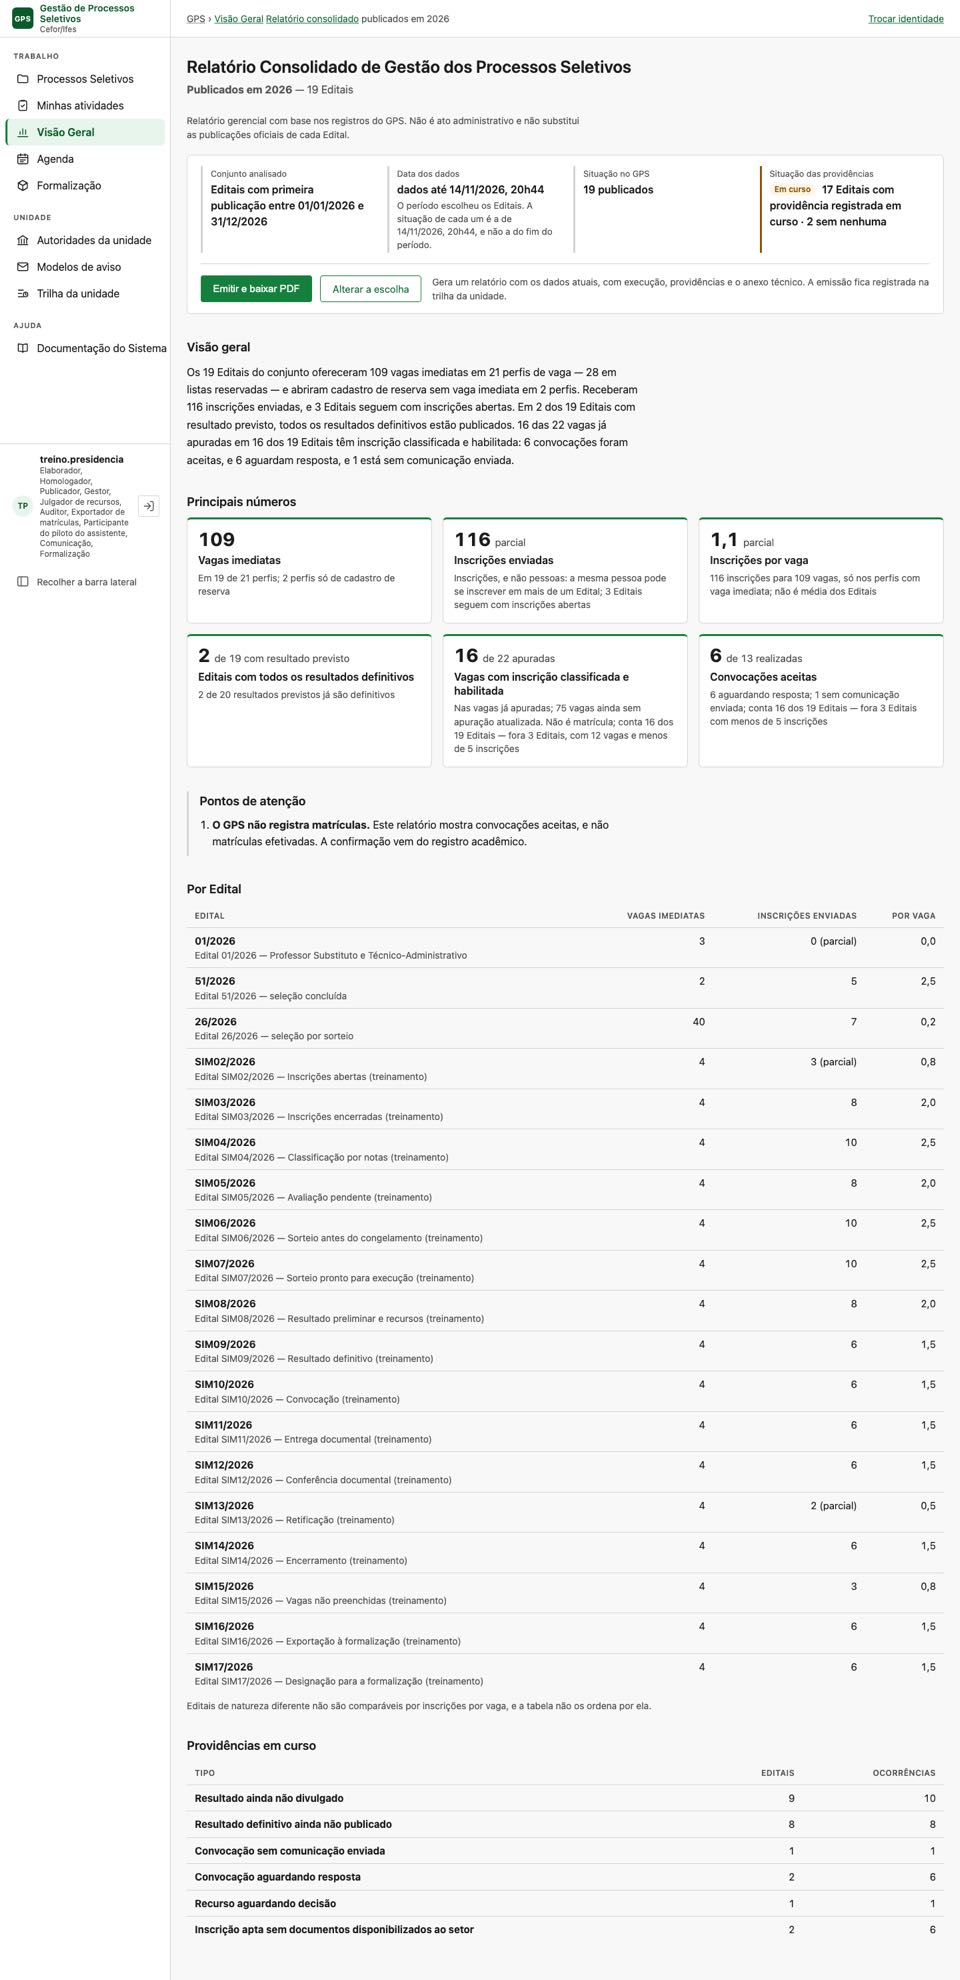 GPS
Gestão de Processos
Seletivos
Cefor/Ifes
GPS › Visão Geral Relatório consolidado publicados em 2026
Trocar identidade
TRABALHO
Processos Seletivos
Minhas atividades
Visão Geral
Agenda
Formalização
UNIDADE
Autoridades da unidade
Modelos de aviso
Trilha da unidade
AJUDA
Documentação do Sistema
TP
treino.presidencia
Elaborador,
Homologador,
Publicador, Gestor,
Julgador de recursos,
Auditor, Exportador de
matrículas, Participante
do piloto do assistente,
Comunicação,
Formalização
Recolher a barra lateral
Relatório Consolidado de Gestão dos Processos Seletivos
Publicados em 2026 — 19 Editais
Relatório gerencial com base nos registros do GPS. Não é ato administrativo e não substitui
as publicações oficiais de cada Edital.
Conjunto analisado
Editais com primeira
publicação entre 01/01/2026 e
31/12/2026
Data dos dados
dados até 14/11/2026, 20h44
O período escolheu os Editais. A
situação de cada um é a de
14/11/2026, 20h44, e não a do fim do
período.
Situação no GPS
19 publicados
Situação das providências
Em curso 17 Editais com
providência registrada em
curso · 2 sem nenhuma
Emitir e baixar PDF
Alterar a escolha
Gera um relatório com os dados atuais, com execução, providências e o anexo técnico. A emissão fica registrada na
trilha da unidade.
Visão geral
Os 19 Editais do conjunto ofereceram 109 vagas imediatas em 21 perfis de vaga — 28 em
listas reservadas — e abriram cadastro de reserva sem vaga imediata em 2 perfis. Receberam
116 inscrições enviadas, e 3 Editais seguem com inscrições abertas. Em 2 dos 19 Editais com
resultado previsto, todos os resultados definitivos estão publicados. 16 das 22 vagas já
apuradas em 16 dos 19 Editais têm inscrição classificada e habilitada: 6 convocações foram
aceitas, e 6 aguardam resposta, e 1 está sem comunicação enviada.
Principais números
109
Vagas imediatas
Em 19 de 21 perfis; 2 perfis só de cadastro de
reserva
116 parcial
Inscrições enviadas
Inscrições, e não pessoas: a mesma pessoa pode
se inscrever em mais de um Edital; 3 Editais
seguem com inscrições abertas
1,1 parcial
Inscrições por vaga
116 inscrições para 109 vagas, só nos perfis com
vaga imediata; não é média dos Editais
2 de 19 com resultado previsto
Editais com todos os resultados definitivos
2 de 20 resultados previstos já são definitivos
16 de 22 apuradas
Vagas com inscrição classificada e
habilitada
Nas vagas já apuradas; 75 vagas ainda sem
apuração atualizada. Não é matrícula; conta 16 dos
19 Editais — fora 3 Editais, com 12 vagas e menos
de 5 inscrições
6 de 13 realizadas
Convocações aceitas
6 aguardando resposta; 1 sem comunicação
enviada; conta 16 dos 19 Editais — fora 3 Editais
com menos de 5 inscrições
Pontos de atenção
1. O GPS não registra matrículas. Este relatório mostra convocações aceitas, e não
matrículas efetivadas. A confirmação vem do registro acadêmico.
Por Edital
EDITAL VAGAS IMEDIATAS INSCRIÇÕES ENVIADAS POR VAGA
01/2026 3 0 (parcial) 0,0
Edital 01/2026 — Professor Substituto e Técnico-Administrativo
51/2026 2 5 2,5
Edital 51/2026 — seleção concluída
26/2026 40 7 0,2
Edital 26/2026 — seleção por sorteio
SIM02/2026 4 3 (parcial) 0,8
Edital SIM02/2026 — Inscrições abertas (treinamento)
SIM03/2026 4 8 2,0
Edital SIM03/2026 — Inscrições encerradas (treinamento)
SIM04/2026 4 10 2,5
Edital SIM04/2026 — Classificação por notas (treinamento)
SIM05/2026 4 8 2,0
Edital SIM05/2026 — Avaliação pendente (treinamento)
SIM06/2026 4 10 2,5
Edital SIM06/2026 — Sorteio antes do congelamento (treinamento)
SIM07/2026 4 10 2,5
Edital SIM07/2026 — Sorteio pronto para execução (treinamento)
SIM08/2026 4 8 2,0
Edital SIM08/2026 — Resultado preliminar e recursos (treinamento)
SIM09/2026 4 6 1,5
Edital SIM09/2026 — Resultado definitivo (treinamento)
SIM10/2026 4 6 1,5
Edital SIM10/2026 — Convocação (treinamento)
SIM11/2026 4 6 1,5
Edital SIM11/2026 — Entrega documental (treinamento)
SIM12/2026 4 6 1,5
Edital SIM12/2026 — Conferência documental (treinamento)
SIM13/2026 4 2 (parcial) 0,5
Edital SIM13/2026 — Retificação (treinamento)
SIM14/2026 4 6 1,5
Edital SIM14/2026 — Encerramento (treinamento)
SIM15/2026 4 3 0,8
Edital SIM15/2026 — Vagas não preenchidas (treinamento)
SIM16/2026 4 6 1,5
Edital SIM16/2026 — Exportação à formalização (treinamento)
SIM17/2026 4 6 1,5
Edital SIM17/2026 — Designação para a formalização (treinamento)
Editais de natureza diferente não são comparáveis por inscrições por vaga, e a tabela não os ordena por ela.
Providências em curso
TIPO EDITAIS OCORRÊNCIAS
Resultado ainda não divulgado 9 10
Resultado definitivo ainda não publicado 8 8
Convocação sem comunicação enviada 1 1
Convocação aguardando resposta 2 6
Recurso aguardando decisão 1 1
Inscrição apta sem documentos disponibilizados ao setor 2 6